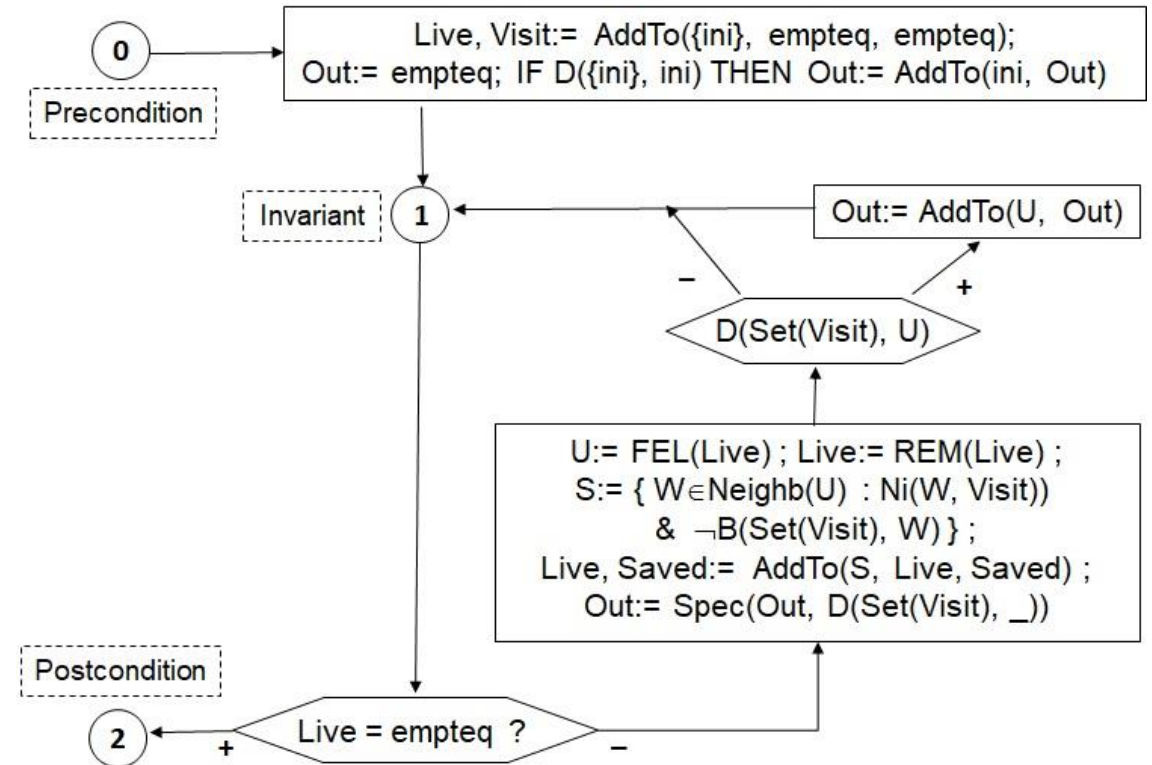 0
Precondition
Live, Visit:= AddTo({ini}, empteq, empteq);
Out:= empteq; IF D({ini}, ini) THEN Out:= AddTo(ini, Out)
Invariant
1
Out:= AddTo(U, Out)
–
+
D(Set(Visit), U)
U:= FEL(Live) ; Live:= REM(Live) ;
S:= { W∈Neighb(U) : Ni(W, Visit))
& ¬B(Set(Visit), W) } ;
Live, Saved:= AddTo(S, Live, Saved) ;
Out:= Spec(Out, D(Set(Visit), _))
Postcondition
2
+
Live = empteq ?
–